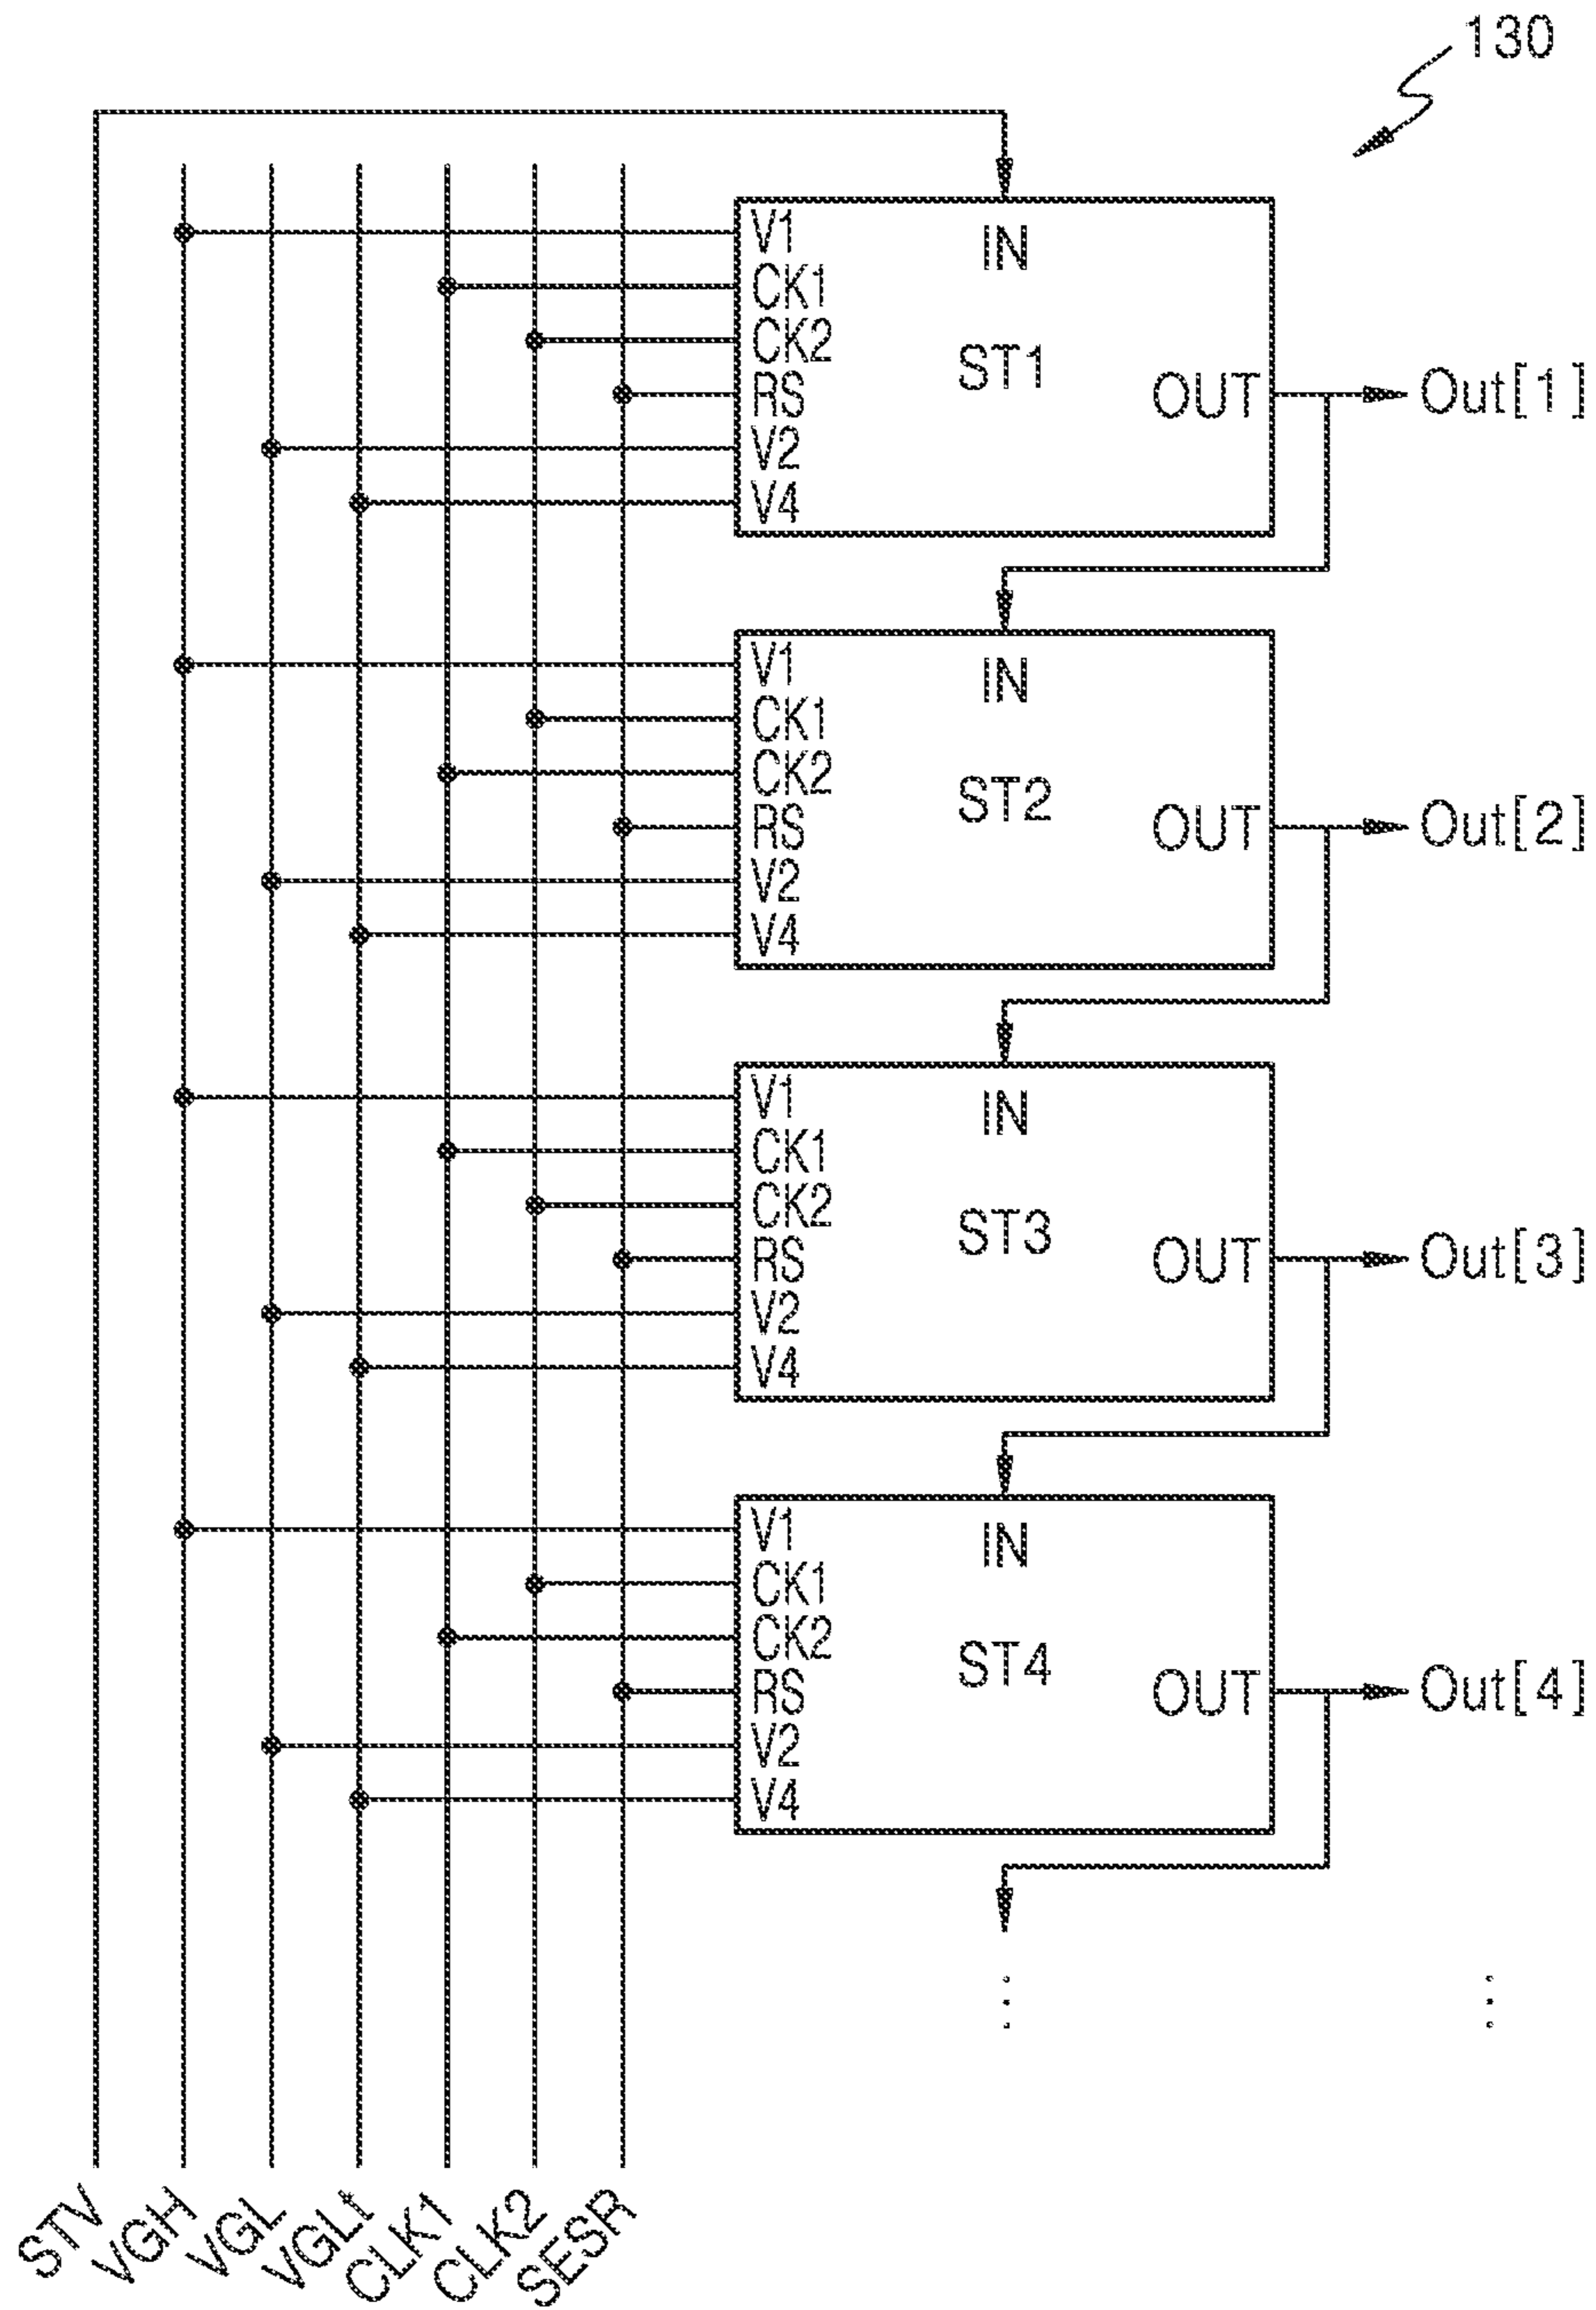 130
V1
IN
CK1
CK2
ST1
RS
OUT
Out[1]
V2
V4
V1
IN
CK1
CK2
ST2
RS
OUT
Out[2]
V2
V4
V1
IN
CK1
CK2
ST3
RS
OUT
Out[3]
V2
V4
V1
IN
CK1
CK2
ST4
RS
OUT
Out[4]
V2
V4
STV
VGH
VGL
VGLt
CLK1
CLK2
SESR